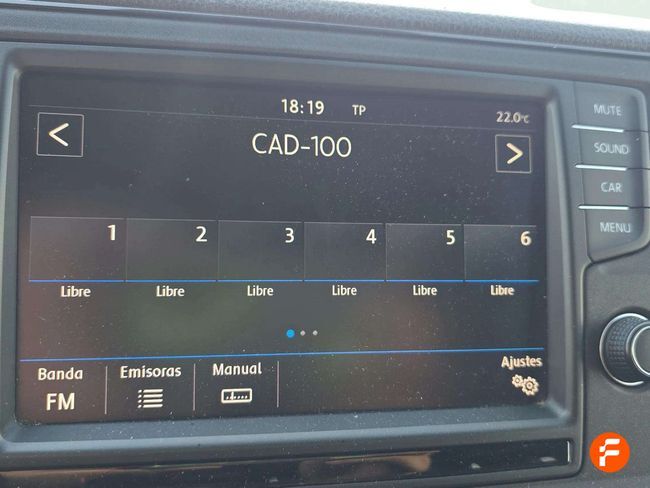 18:19 TP 22.0°C
CAD-100
1 2 3 4 5 6
Libre Libre Libre Libre Libre Libre
Banda Emisoras Manual Ajustes
FM
MUTE
SOUND
CAR
MENU